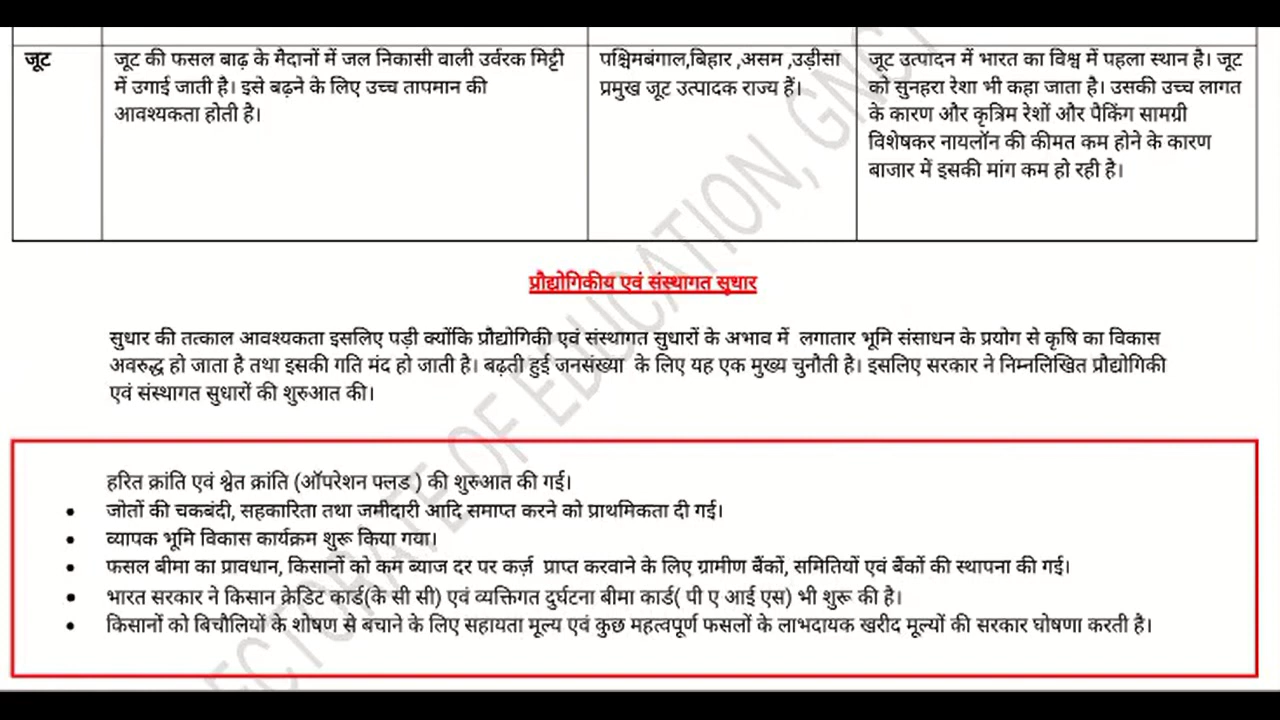 जूट
जूट की फसल बाढ़ के मैदानों में जल निकासी वाली उर्वरक मिट्टी
में उगाई जाती है। इसे बढ़ने के लिए उच्च तापमान की
आवश्यकता होती है।
पश्चिमबंगाल,बिहार ,असम ,उड़ीसा
प्रमुख जूट उत्पादक राज्य हैं।
जूट उत्पादन में भारत का विश्व में पहला स्थान है। जूट
को सुनहरा रेशा भी कहा जाता है। उसकी उच्च लागत
के कारण और कृत्रिम रेशों और पैकिंग सामग्री
विशेषकर नायलॉन की कीमत कम होने के कारण
बाजार में इसकी मांग कम हो रही है।
प्रौद्योगिकीय एवं संस्थागत सुधार
सुधार की तत्काल आवश्यकता इसलिए पड़ी क्योंकि प्रौद्योगिकी एवं संस्थागत सुधारों के अभाव में लगातार भूमि संसाधन के प्रयोग से कृषि का विकास
अवरुद्ध हो जाता है तथा इसकी गति मंद हो जाती है। बढ़ती हुई जनसंख्या के लिए यह एक मुख्य चुनौती है। इसलिए सरकार ने निम्नलिखित प्रौद्योगिकी
एवं संस्थागत सुधारों की शुरुआत की।
हरित क्रांति एवं श्वेत क्रांति (ऑपरेशन फ्लड ) की शुरुआत की गई।
• जोतों की चकबंदी, सहकारिता तथा जमीदारी आदि समाप्त करने को प्राथमिकता दी गई।
• व्यापक भूमि विकास कार्यक्रम शुरू किया गया।
• फसल बीमा का प्रावधान, किसानों को कम ब्याज दर पर कर्ज़ प्राप्त करवाने के लिए ग्रामीण बैंकों, समितियों एवं बैंकों की स्थापना की गई।
• भारत सरकार ने किसान क्रेडिट कार्ड(के सी सी) एवं व्यक्तिगत दुर्घटना बीमा कार्ड( पी ए आई एस) भी शुरू की है।
• किसानों को बिचौलियों के शोषण से बचाने के लिए सहायता मूल्य एवं कुछ महत्वपूर्ण फसलों के लाभदायक खरीद मूल्यों की सरकार घोषणा करती है।
ECTORATE OF EDUCATION, GNC